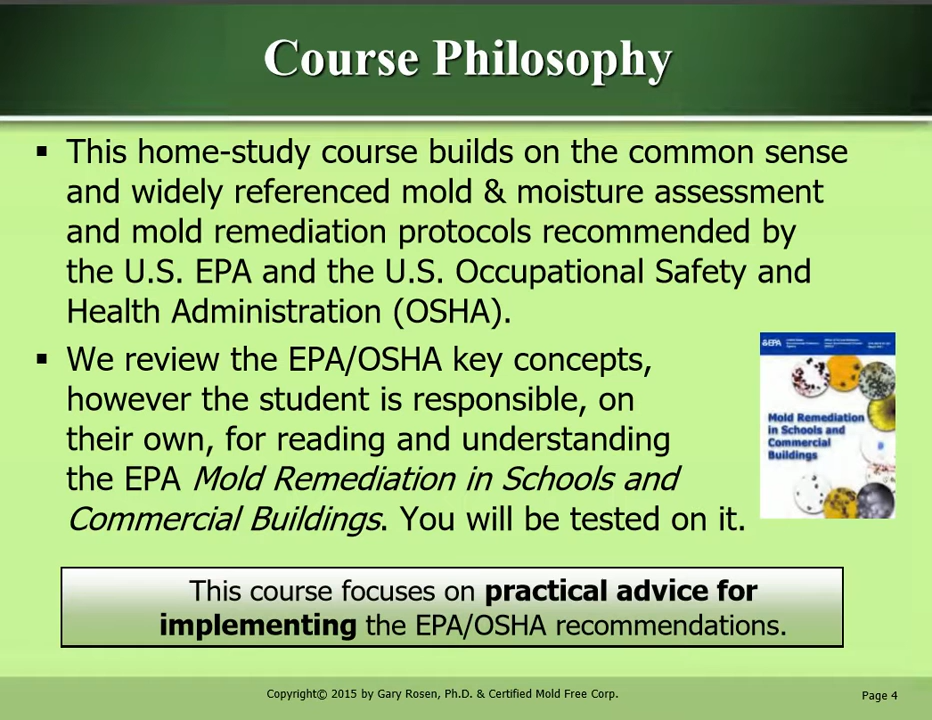 Course Philosophy
▪ This home-study course builds on the common sense
and widely referenced mold & moisture assessment
and mold remediation protocols recommended by
the U.S. EPA and the U.S. Occupational Safety and
Health Administration (OSHA).
▪ We review the EPA/OSHA key concepts,
however the student is responsible, on
their own, for reading and understanding
the EPA Mold Remediation in Schools and
Commercial Buildings. You will be tested on it.
EPA
Mold Remediation
in Schools and
Commercial
Buildings
This course focuses on practical advice for
implementing the EPA/OSHA recommendations.
Copyright© 2015 by Gary Rosen, Ph.D. & Certified Mold Free Corp.
Page 4